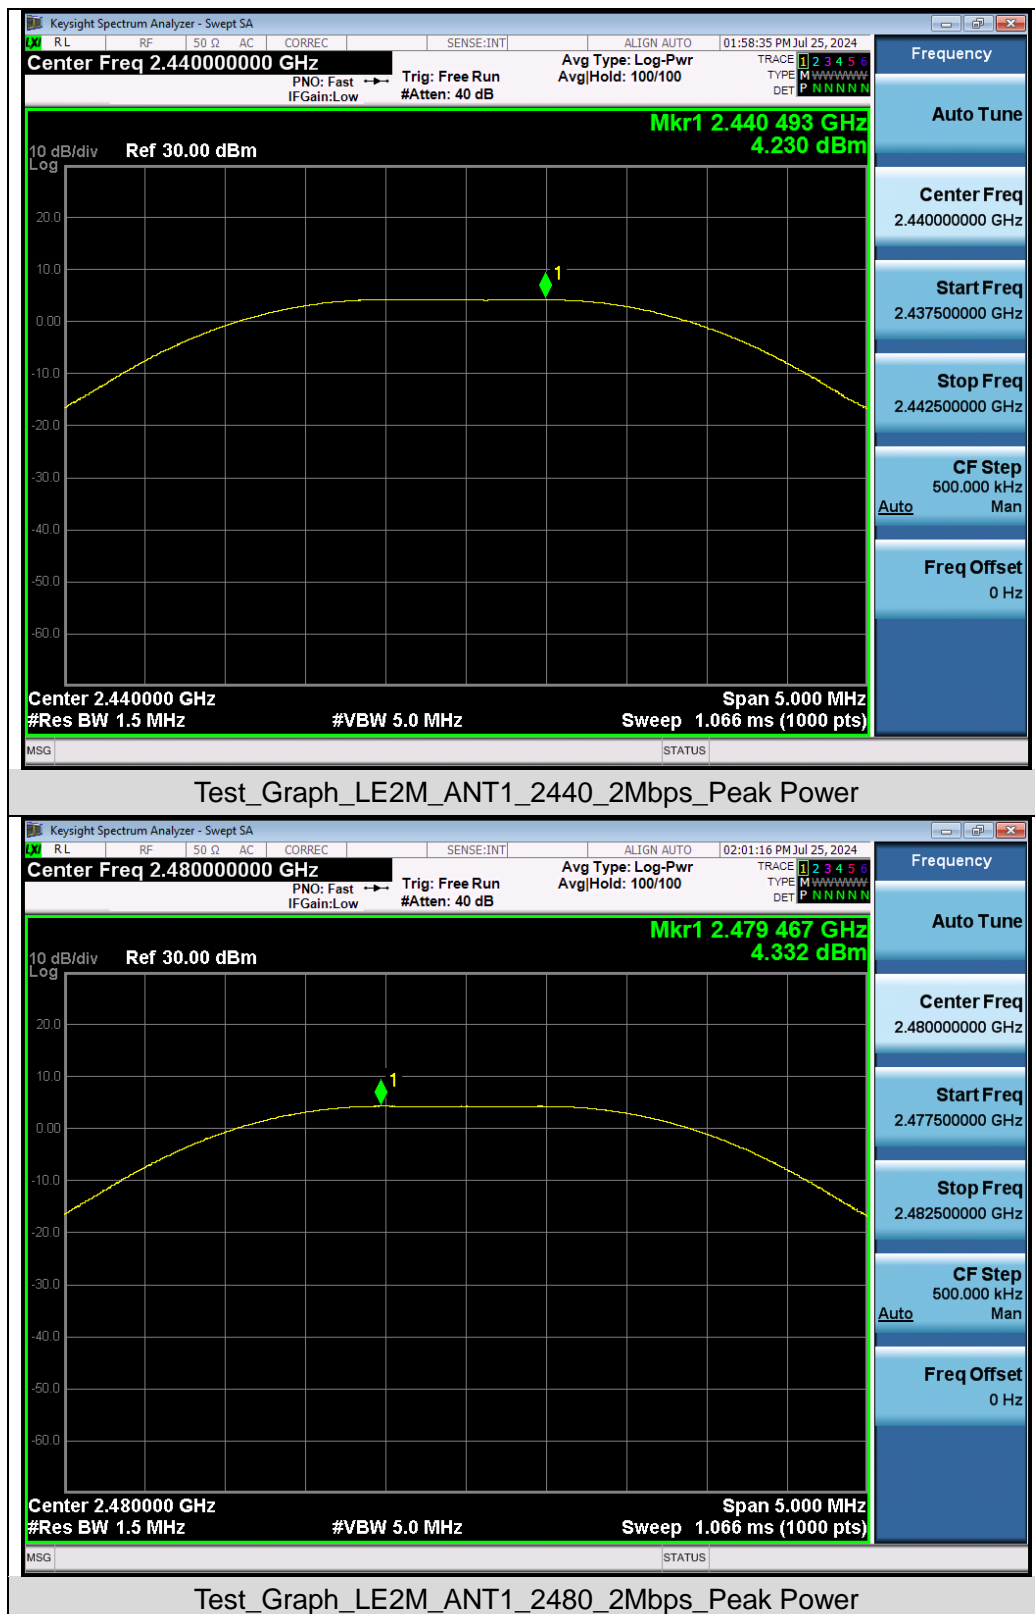 Keysight Spectrum Analyzer - Swept SA
LXI RL RF 50 Ω AC CORREC SENSE:INT ALIGN AUTO 01:58:35 PM Jul 25, 2024
Center Freq 2.440000000 GHz
PNO: Fast
IFGain:Low
Trig: Free Run
#Atten: 40 dB
Avg Type: Log-Pwr
Avg|Hold: 100/100
TRACE 1 2 3 4 5 6
TYPE M WWWWW
DET P N N N N N
Mkr1 2.440 493 GHz
4.230 dBm
10 dB/div Ref 30.00 dBm
Log
20.0
10.0
1
0.00
-10.0
-20.0
-30.0
-40.0
-50.0
-60.0
Center 2.440000 GHz Span 5.000 MHz
#Res BW 1.5 MHz #VBW 5.0 MHz Sweep 1.066 ms (1000 pts)
MSG STATUS
Frequency
Auto Tune
Center Freq
2.440000000 GHz
Start Freq
2.437500000 GHz
Stop Freq
2.442500000 GHz
CF Step
500.000 kHz
Auto Man
Freq Offset
0 Hz
Test_Graph_LE2M_ANT1_2440_2Mbps_Peak Power
Keysight Spectrum Analyzer - Swept SA
LXI RL RF 50 Ω AC CORREC SENSE:INT ALIGN AUTO 02:01:16 PM Jul 25, 2024
Center Freq 2.480000000 GHz
PNO: Fast
IFGain:Low
Trig: Free Run
#Atten: 40 dB
Avg Type: Log-Pwr
Avg|Hold: 100/100
TRACE 1 2 3 4 5 6
TYPE M WWWWW
DET P N N N N N
Mkr1 2.479 467 GHz
4.332 dBm
10 dB/div Ref 30.00 dBm
Log
20.0
10.0
1
0.00
-10.0
-20.0
-30.0
-40.0
-50.0
-60.0
Center 2.480000 GHz Span 5.000 MHz
#Res BW 1.5 MHz #VBW 5.0 MHz Sweep 1.066 ms (1000 pts)
MSG STATUS
Frequency
Auto Tune
Center Freq
2.480000000 GHz
Start Freq
2.477500000 GHz
Stop Freq
2.482500000 GHz
CF Step
500.000 kHz
Auto Man
Freq Offset
0 Hz
Test_Graph_LE2M_ANT1_2480_2Mbps_Peak Power